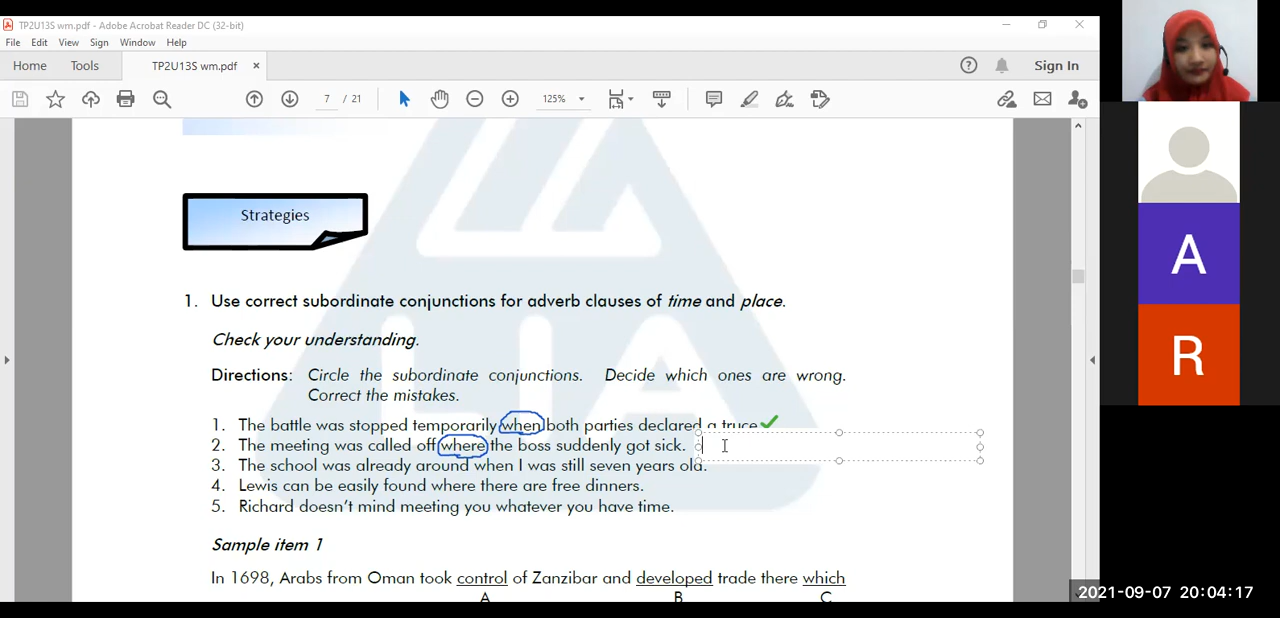 TP2U13S wm.pdf - Adobe Acrobat Reader DC (32-bit)
File Edit View Sign Window Help
Home Tools TP2U13S wm.pdf × Sign In
7 / 21 125%
Strategies
1. Use correct subordinate conjunctions for adverb clauses of time and place.
Check your understanding.
Directions: Circle the subordinate conjunctions. Decide which ones are wrong.
Correct the mistakes.
1. The battle was stopped temporarily when both parties declared a truce
2. The meeting was called off where the boss suddenly got sick.
3. The school was already around when I was still seven years old.
4. Lewis can be easily found where there are free dinners.
5. Richard doesn't mind meeting you whatever you have time.
Sample item 1
In 1698, Arabs from Oman took control of Zanzibar and developed trade there which
A B C
LIA
A
R
2021-09-07 20:04:17